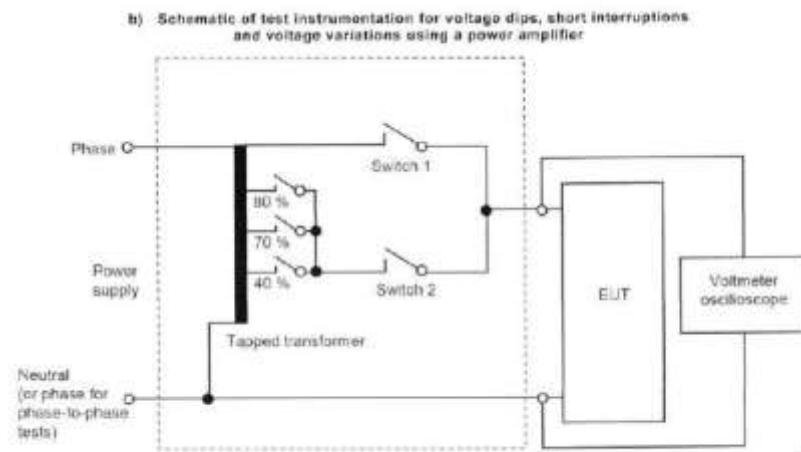 b) Schematic of test instrumentation for voltage dips, short interruptions
and voltage variations using a power amplifier
Phase
Switch 1
80 %
70 %
40 %
Switch 2
Power
supply
Tapped transformer
EUT
Voltmeter
oscilloscope
Neutral
(or phase for
phase-to-phase
tests)